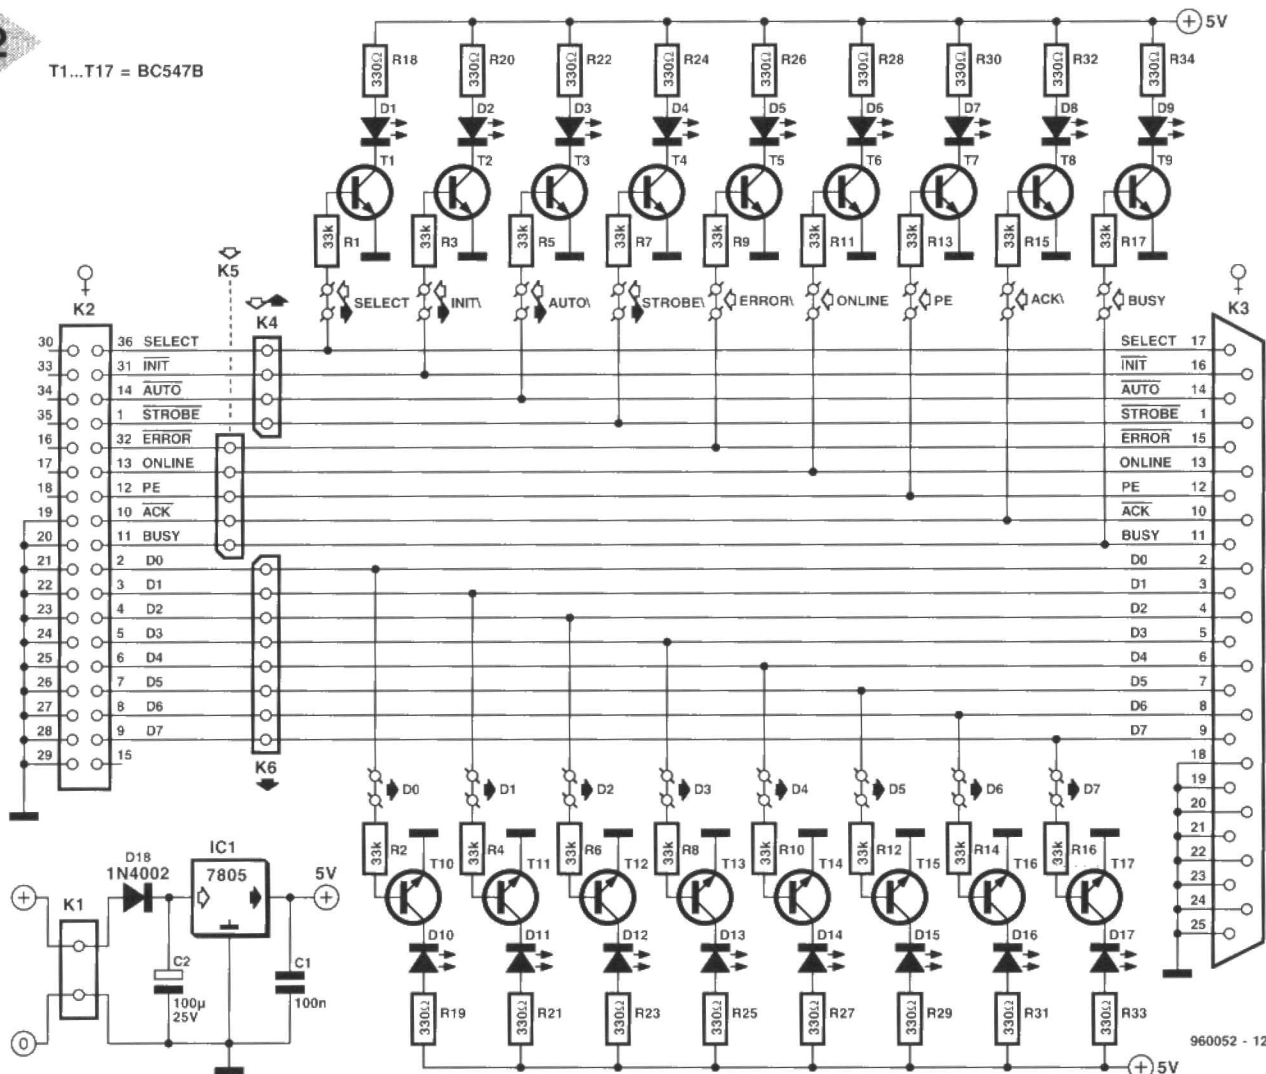 2
T1...T17 = BC547B
5V
R18 R20 R22 R24 R26 R28 R30 R32 R34
330Ω 330Ω 330Ω 330Ω 330Ω 330Ω 330Ω 330Ω 330Ω
D1 D2 D3 D4 D5 D6 D7 D8 D9
T1 T2 T3 T4 T5 T6 T7 T8 T9
33k 33k 33k 33k 33k 33k 33k 33k 33k
R1 R3 R5 R7 R9 R11 R13 R15 R17
SELECT INIT\ AUTO\ STROBE\ ERROR\ ONLINE PE ACK\ BUSY
K2 K5 K4 K3
30 36 SELECT SELECT 17
33 31 INIT INIT 16
34 14 AUTO AUTO 14
35 1 STROBE STROBE 1
16 32 ERROR ERROR 15
17 13 ONLINE ONLINE 13
18 12 PE PE 12
19 10 ACK ACK 10
20 11 BUSY BUSY 11
21 2 D0 D0 2
22 3 D1 D1 3
23 4 D2 D2 4
24 5 D3 D3 5
25 6 D4 D4 6
26 7 D5 D5 7
27 8 D6 D6 8
28 9 D7 D7 9
29 15 18
K6
19
20
21
22
23
24
25
D0 D1 D2 D3 D4 D5 D6 D7
33k 33k 33k 33k 33k 33k 33k 33k
R2 R4 R6 R8 R10 R12 R14 R16
T10 T11 T12 T13 T14 T15 T16 T17
D10 D11 D12 D13 D14 D15 D16 D17
330Ω 330Ω 330Ω 330Ω 330Ω 330Ω 330Ω 330Ω
R19 R21 R23 R25 R27 R29 R31 R33
5V
D18
1N4002
IC1
7805
5V
K1
C2
100µ
25V
C1
100n
0
960052 - 12